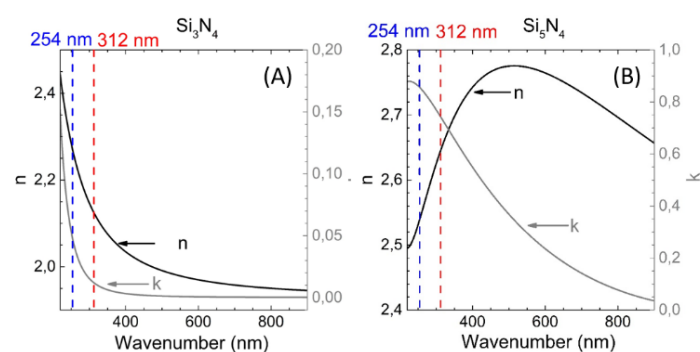 Si₃N₄
254 nm 312 nm
(A)
n
k
2,4
2,2
2,0
n
0,20
0,15
0,10
0,05
0,00
400 600 800
Wavenumber (nm)
Si₅N₄
254 nm 312 nm
(B)
n
k
2,8
2,7
2,6
2,5
2,4
n
1,0
0,8
0,6
0,4
0,2
0,0
k
400 600 800
Wavenumber (nm)